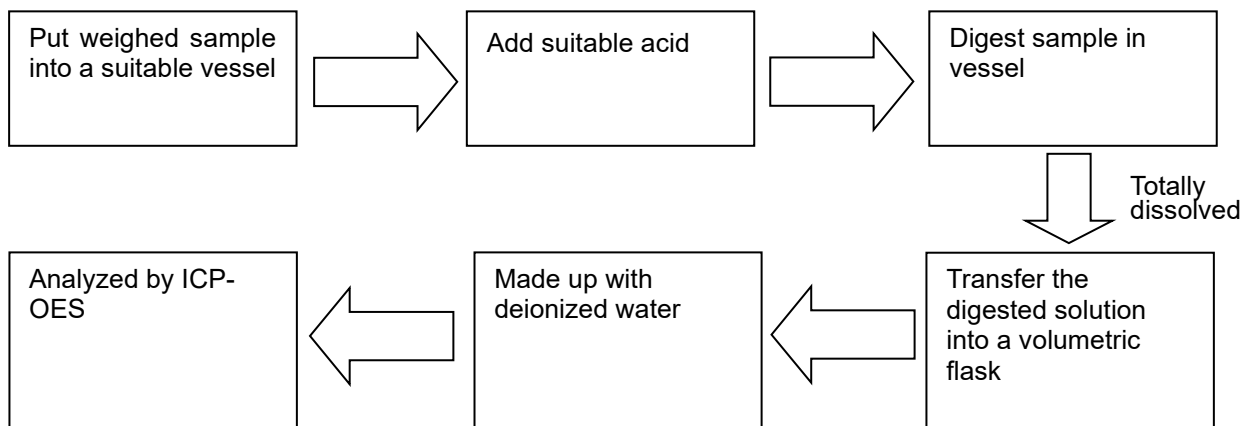 Put weighed sample
into a suitable vessel
Add suitable acid
Digest sample in
vessel
Totally
dissolved
Transfer the
digested solution
into a volumetric
flask
Made up with
deionized water
Analyzed by ICP-
OES